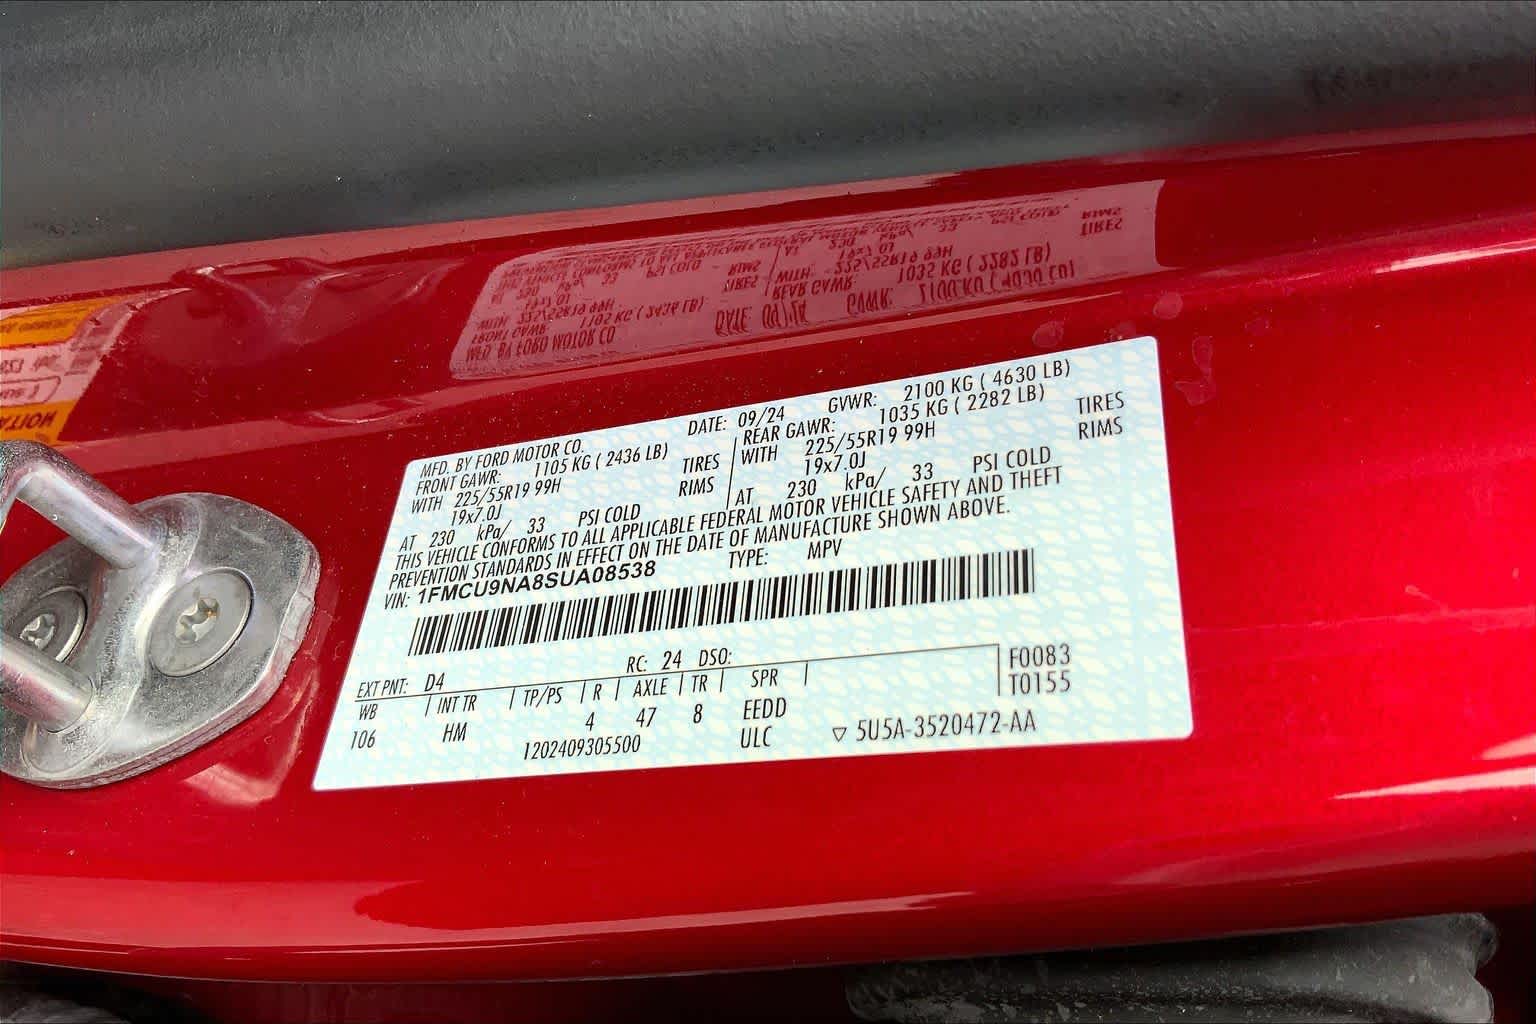 MFD. BY FORD MOTOR CO. DATE: 09/24 GVWR: 2100 KG ( 4630 LB)
FRONT GAWR: 1105 KG ( 2436 LB) REAR GAWR: 1035 KG ( 2282 LB)
WITH 225/55R19 99H TIRES WITH 225/55R19 99H TIRES
19x7.0J RIMS 19x7.0J RIMS
AT 230 kPa/ 33 PSI COLD AT 230 kPa/ 33 PSI COLD
THIS VEHICLE CONFORMS TO ALL APPLICABLE FEDERAL MOTOR VEHICLE SAFETY AND THEFT
PREVENTION STANDARDS IN EFFECT ON THE DATE OF MANUFACTURE SHOWN ABOVE.
VIN: 1FMCU9NA8SUA08538 TYPE: MPV
EXT PNT: D4 RC: 24 DSO: F0083
WB INT TR TP/PS R AXLE TR SPR T0155
106 HM 4 47 8 EEDD
1202409305500 ULC ▽ 5U5A-3520472-AA